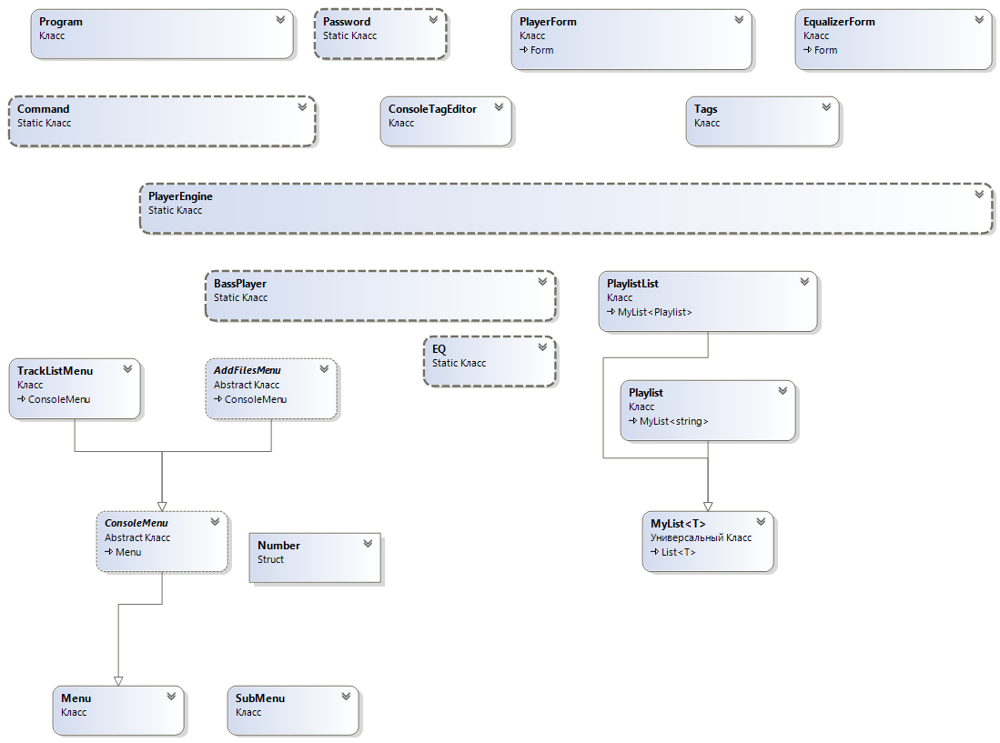 Program
Класс
Password
Static Класс
PlayerForm
Класс
Form
EqualizerForm
Класс
Form
Command
Static Класс
ConsoleTagEditor
Класс
Tags
Класс
PlayerEngine
Static Класс
BassPlayer
Static Класс
PlaylistList
Класс
MyList<Playlist>
EQ
Static Класс
TrackListMenu
Класс
ConsoleMenu
AddFilesMenu
Abstract Класс
ConsoleMenu
Playlist
Класс
MyList<string>
ConsoleMenu
Abstract Класс
Menu
Number
Struct
MyList<T>
Универсальный Класс
List<T>
Menu
Класс
SubMenu
Класс